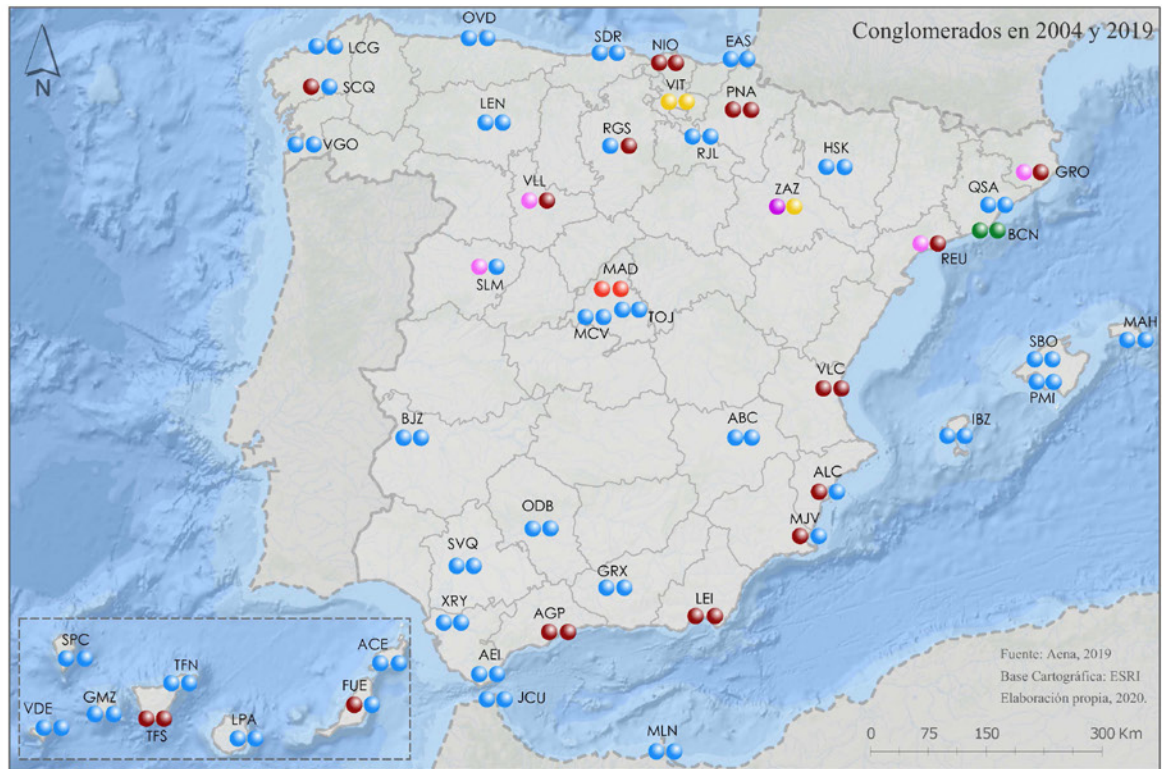 Conglomerados en 2004 y 2019
N
OVD
LCG
SDR
NIO
EAS
SCQ
VIT
PNA
LEN
VGO
RGS
RJL
HSK
GRO
VLL
ZAZ
QSA
BCN
REU
SLM
MAD
TOJ
MCV
MAH
SBO
PMI
VLC
IBZ
BJZ
ABC
ALC
MJV
ODB
SVQ
GRX
XRY
AGP
LEI
AEI
JCU
MLN
SPC
TFN
ACE
VDE
GMZ
TFS
LPA
FUE
Fuente: Aena, 2019
Base Cartográfica: ESRI
Elaboración propia, 2020.
0 75 150 300 Km